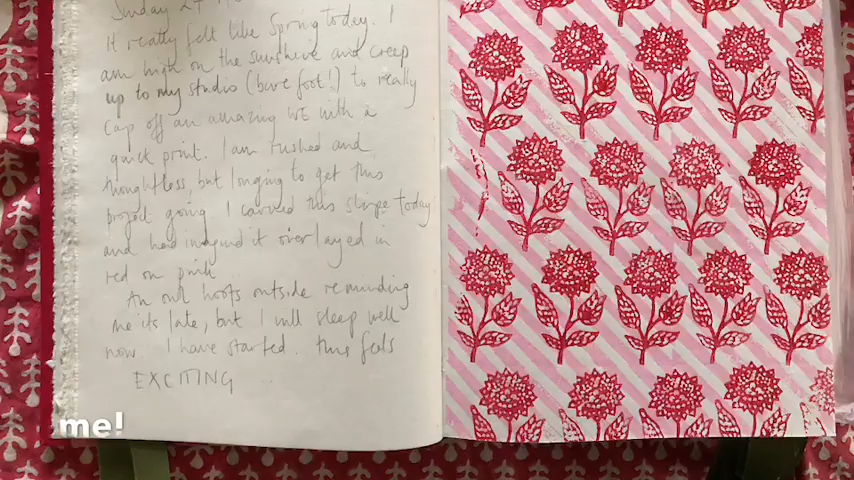 Sunday 27
It really felt like Spring today. I
am high on the sunshine and creep
up to my studio (bare foot!) to really
cap off an amazing WE with a
quick print. I am rushed and
thoughtless, but longing to get this
project going I carved this stripe today
and had imagined it overlayed in
red on pink
An owl hoots outside reminding
me its late, but I will sleep well
now I have started. This feels
EXCITING
me!